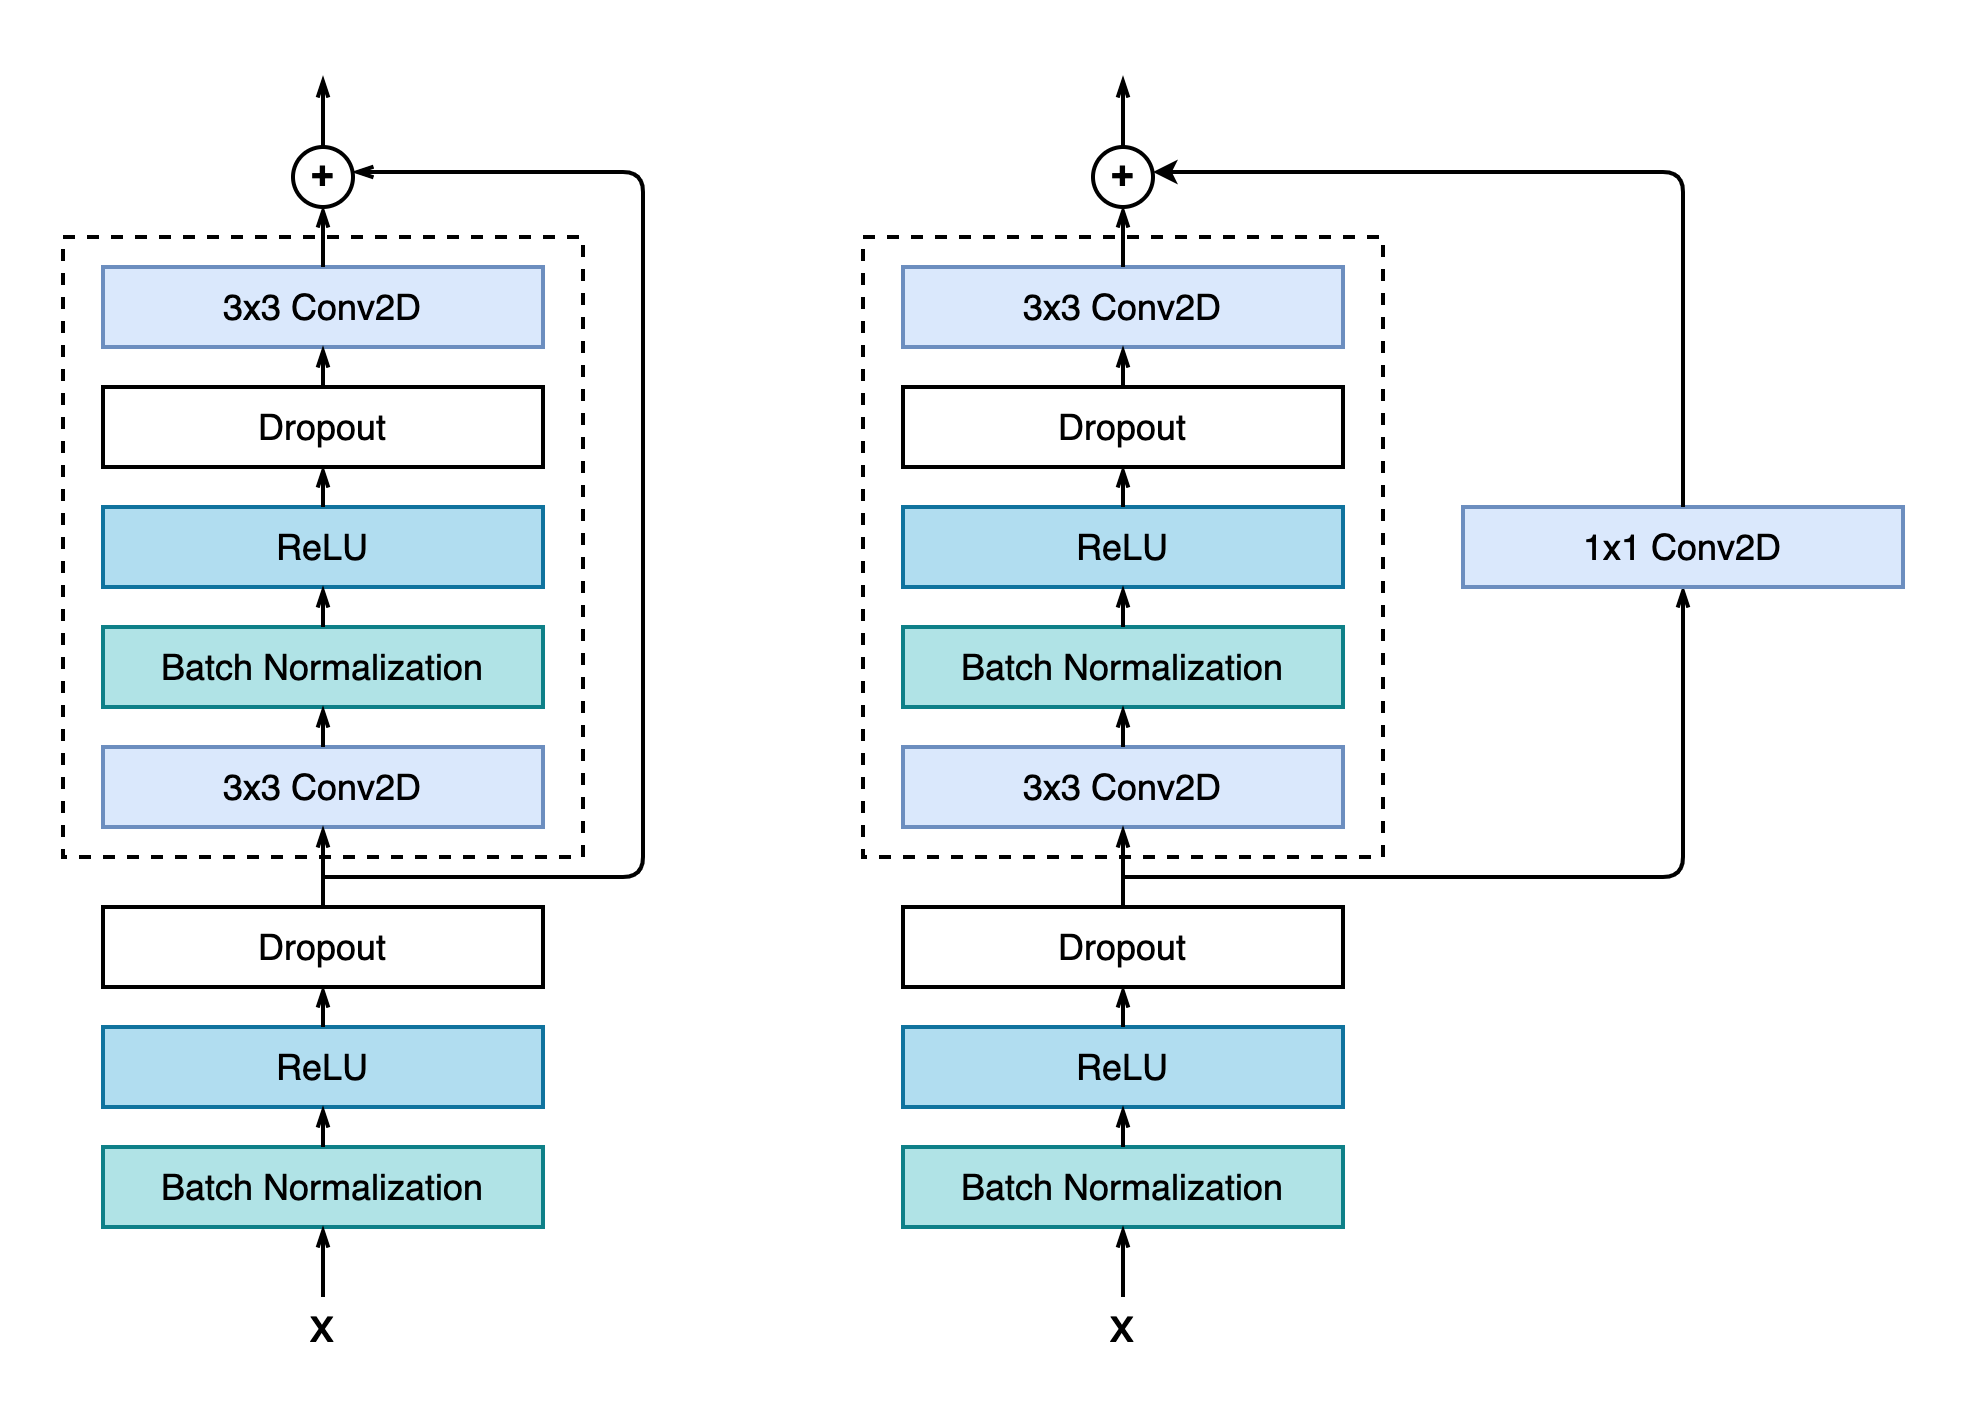 +
3x3 Conv2D
Dropout
ReLU
Batch Normalization
3x3 Conv2D
Dropout
ReLU
Batch Normalization
x
+
3x3 Conv2D
Dropout
ReLU
Batch Normalization
3x3 Conv2D
Dropout
ReLU
Batch Normalization
x
1x1 Conv2D